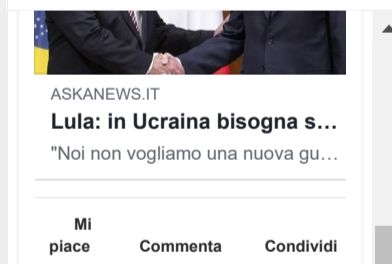 ASKANEWS.IT
Lula: in Ucraina bisogna s...
"Noi non vogliamo una nuova gu...
Mi
piace Commenta Condividi